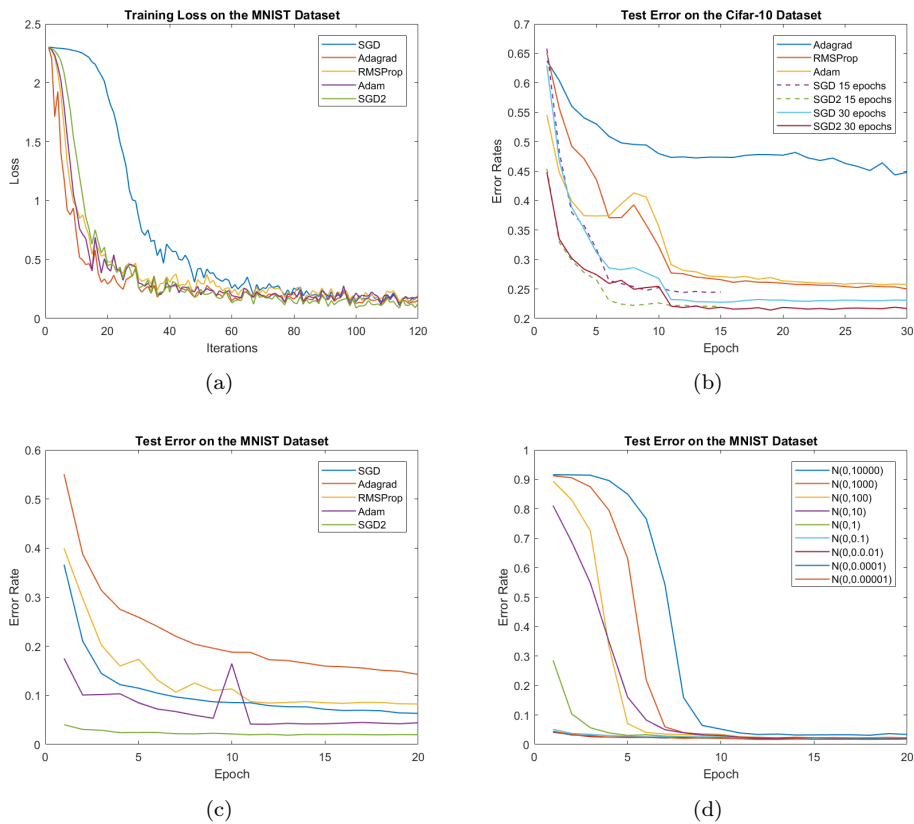 Training Loss on the MNIST Dataset
2.5
2
1.5
1
0.5
0
Loss
0
20
40
60
80
100
120
Iterations
SGD
Adagrad
RMSProp
Adam
SGD2
(a)
Test Error on the Cifar-10 Dataset
0.7
0.65
0.6
0.55
0.5
0.45
0.4
0.35
0.3
0.25
0.2
Error Rates
0
5
10
15
20
25
30
Epoch
Adagrad
RMSProp
Adam
SGD 15 epochs
SGD2 15 epochs
SGD 30 epochs
SGD2 30 epochs
(b)
Test Error on the MNIST Dataset
0.6
0.5
0.4
0.3
0.2
0.1
0
Error Rate
0
5
10
15
20
Epoch
SGD
Adagrad
RMSProp
Adam
SGD2
(c)
Test Error on the MNIST Dataset
1
0.9
0.8
0.7
0.6
0.5
0.4
0.3
0.2
0.1
0
Error Rate
0
5
10
15
20
Epoch
N(0,10000)
N(0,1000)
N(0,100)
N(0,10)
N(0,1)
N(0,0.1)
N(0,0.0.01)
N(0,0.0001)
N(0,0.00001)
(d)